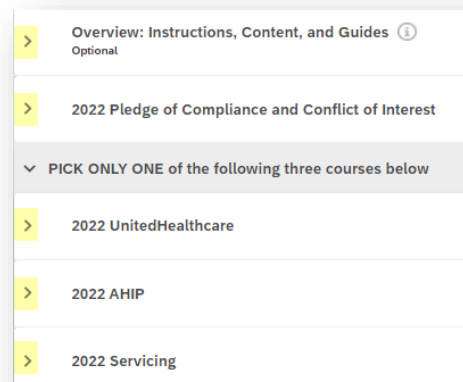 Overview: Instructions, Content, and Guides
Optional
2022 Pledge of Compliance and Conflict of Interest
PICK ONLY ONE of the following three courses below
2022 UnitedHealthcare
2022 AHIP
2022 Servicing